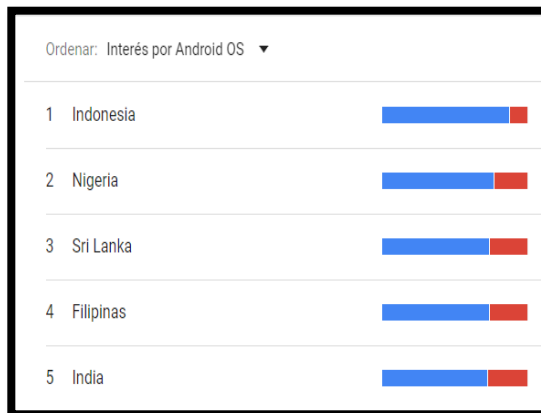 Ordenar: Interés por Android OS
1 Indonesia
2 Nigeria
3 Sri Lanka
4 Filipinas
5 India